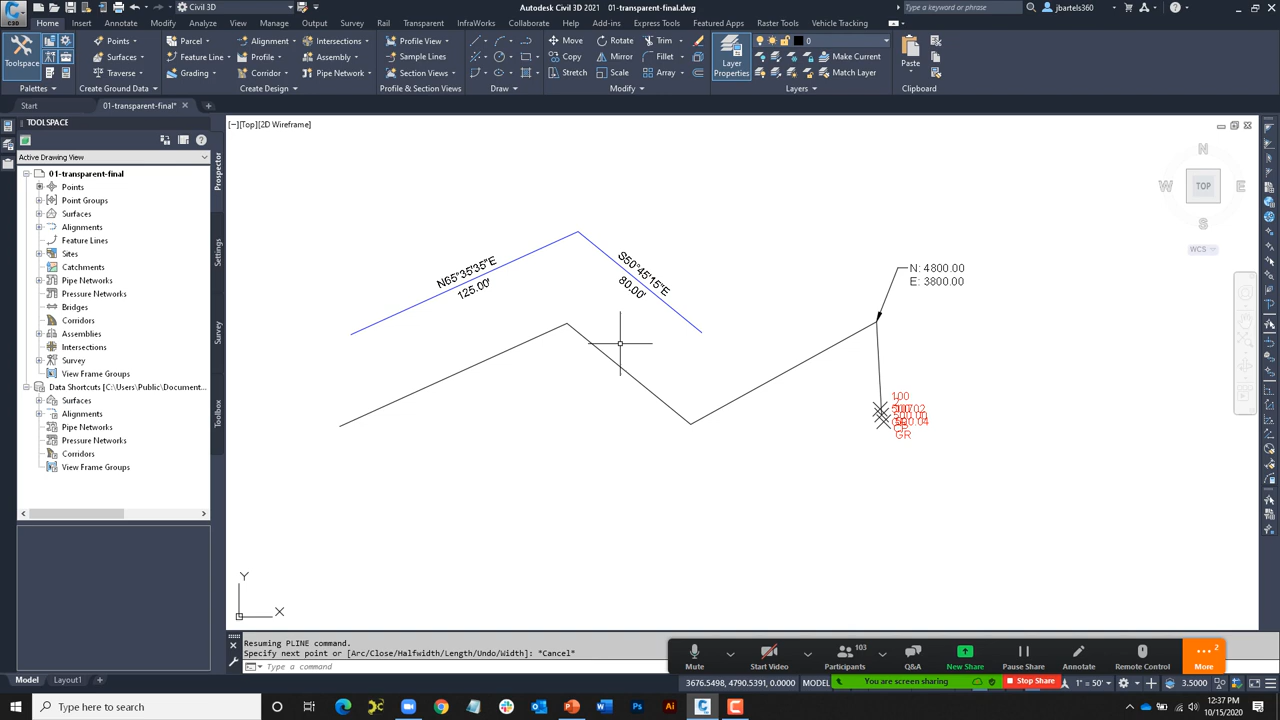 C3D
Civil 3D
Autodesk Civil 3D 2021 01-transparent-final.dwg
Type a keyword or phrase
jbartels360
Home Insert Annotate Modify Analyze View Manage Output Survey Rail Transparent InfraWorks Collaborate Help Add-ins Express Tools Featured Apps Raster Tools Vehicle Tracking
Toolspace
Palettes
Points
Surfaces
Traverse
Create Ground Data
Parcel
Feature Line
Grading
Alignment
Profile
Corridor
Intersections
Assembly
Pipe Network
Create Design
Profile View
Sample Lines
Section Views
Profile & Section Views
Draw
Move
Copy
Stretch
Rotate
Mirror
Scale
Trim
Fillet
Array
Modify
Layer
Properties
0
Make Current
Match Layer
Layers
Paste
Clipboard
Start 01-transparent-final*
TOOLSPACE
Active Drawing View
01-transparent-final
Points
Point Groups
Surfaces
Alignments
Feature Lines
Sites
Catchments
Pipe Networks
Pressure Networks
Bridges
Corridors
Assemblies
Intersections
Survey
View Frame Groups
Data Shortcuts [C:\Users\Public\Document...
Surfaces
Alignments
Pipe Networks
Pressure Networks
Corridors
View Frame Groups
Prospector
Settings
Survey
Toolbox
[−][Top][2D Wireframe]
N65°35'35"E
125.00'
S50°45'15"E
80.00'
N: 4800.00
E: 3800.00
100
GR
N
W TOP E
S
WCS
Y
X
Resuming PLINE command.
Specify next point or [Arc/Close/Halfwidth/Length/Undo/Width]: *Cancel*
Type a command
Mute
Start Video
103
Participants
Q&A
New Share
Pause Share
Annotate
Remote Control
2
More
You are screen sharing
Stop Share
Model Layout1
3676.5498, 4790.5391, 0.0000 MODEL
1" = 50'
3.5000
Type here to search
12:37 PM
10/15/2020